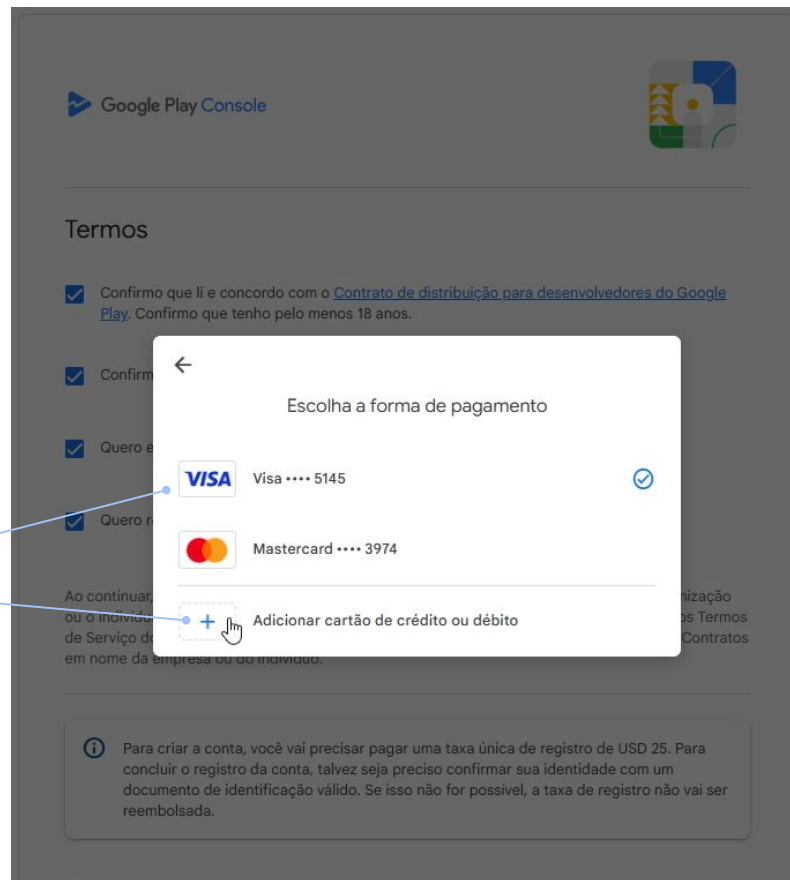 Google Play Console
Termos
Confirmo que li e concordo com o Contrato de distribuição para desenvolvedores do Google
Play. Confirmo que tenho pelo menos 18 anos.
Confirm
Escolha a forma de pagamento
Quero e
VISA Visa •••• 5145
Quero r
Mastercard •••• 3974
Ao continuar, nização
ou o indivídu os Termos
Adicionar cartão de crédito ou débito
de Serviço do Contratos
em nome da empresa ou do indivíduo.
Para criar a conta, você vai precisar pagar uma taxa única de registro de USD 25. Para
concluir o registro da conta, talvez seja preciso confirmar sua identidade com um
documento de identificação válido. Se isso não for possível, a taxa de registro não vai ser
reembolsada.